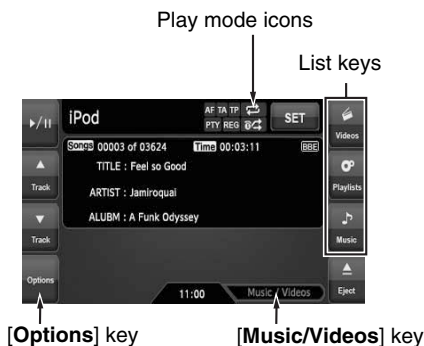 Play mode icons
List keys
iPod
AF TA TP
PTY REG
SET
Videos
Songs 00003 of 03624 Time 00:03:11 BBE
TITLE : Feel so Good
Track
ARTIST : Jamiroquai
Playlists
ALUBM : A Funk Odyssey
Track
Music
Options
11:00
Music / Videos
Eject
[Options] key
[Music/Videos] key